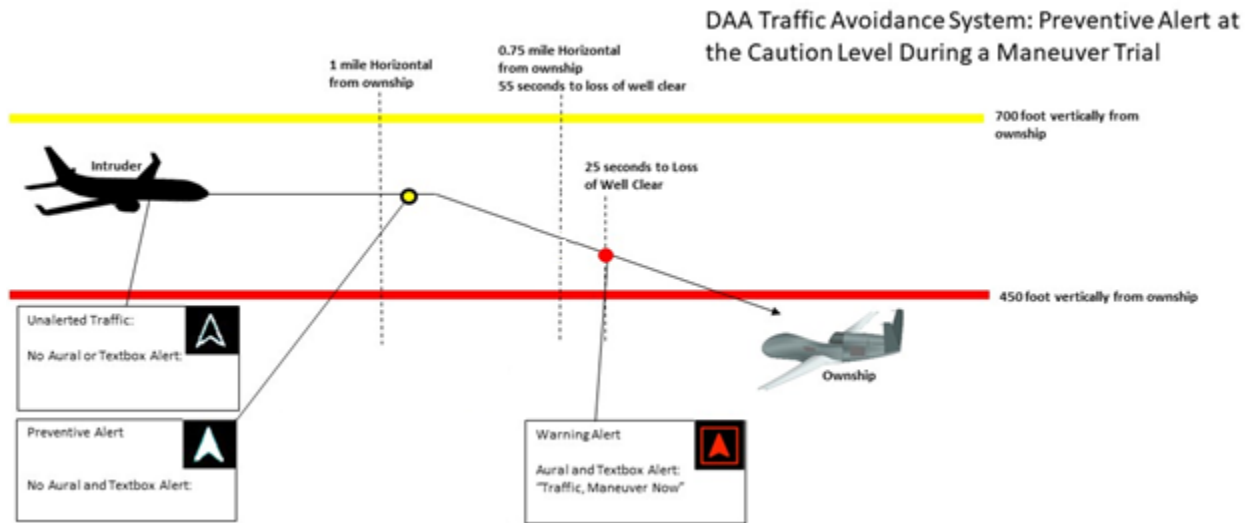 DAA Traffic Avoidance System: Preventive Alert at
the Caution Level During a Maneuver Trial
1 mile Horizontal
from ownship
0.75 mile Horizontal
from ownship
55 seconds to loss of well clear
700 foot vertically from
ownship
Intruder
25 seconds to Loss
of Well Clear
450 foot vertically from ownship
Unalerted Traffic:
No Aural or Textbox Alert:
Ownship
Preventive Alert
No Aural and Textbox Alert:
Warning Alert
Aural and Textbox Alert:
"Traffic, Maneuver Now"